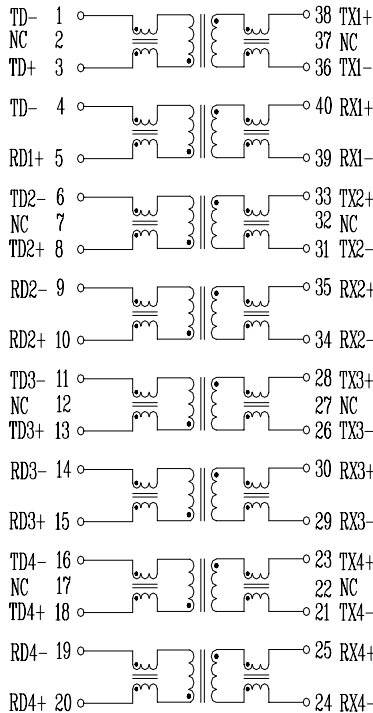 TD- 1 38 TX1+
NC 2 37 NC
TD+ 3 36 TX1-
TD- 4 40 RX1+
RD1+ 5 39 RX1-
TD2- 6 33 TX2+
NC 7 32 NC
TD2+ 8 31 TX2-
RD2- 9 35 RX2+
RD2+ 10 34 RX2-
TD3- 11 28 TX3+
NC 12 27 NC
TD3+ 13 26 TX3-
RD3- 14 30 RX3+
RD3+ 15 29 RX3-
TD4- 16 23 TX4+
NC 17 22 NC
TD4+ 18 21 TX4-
RD4- 19 25 RX4+
RD4+ 20 24 RX4-